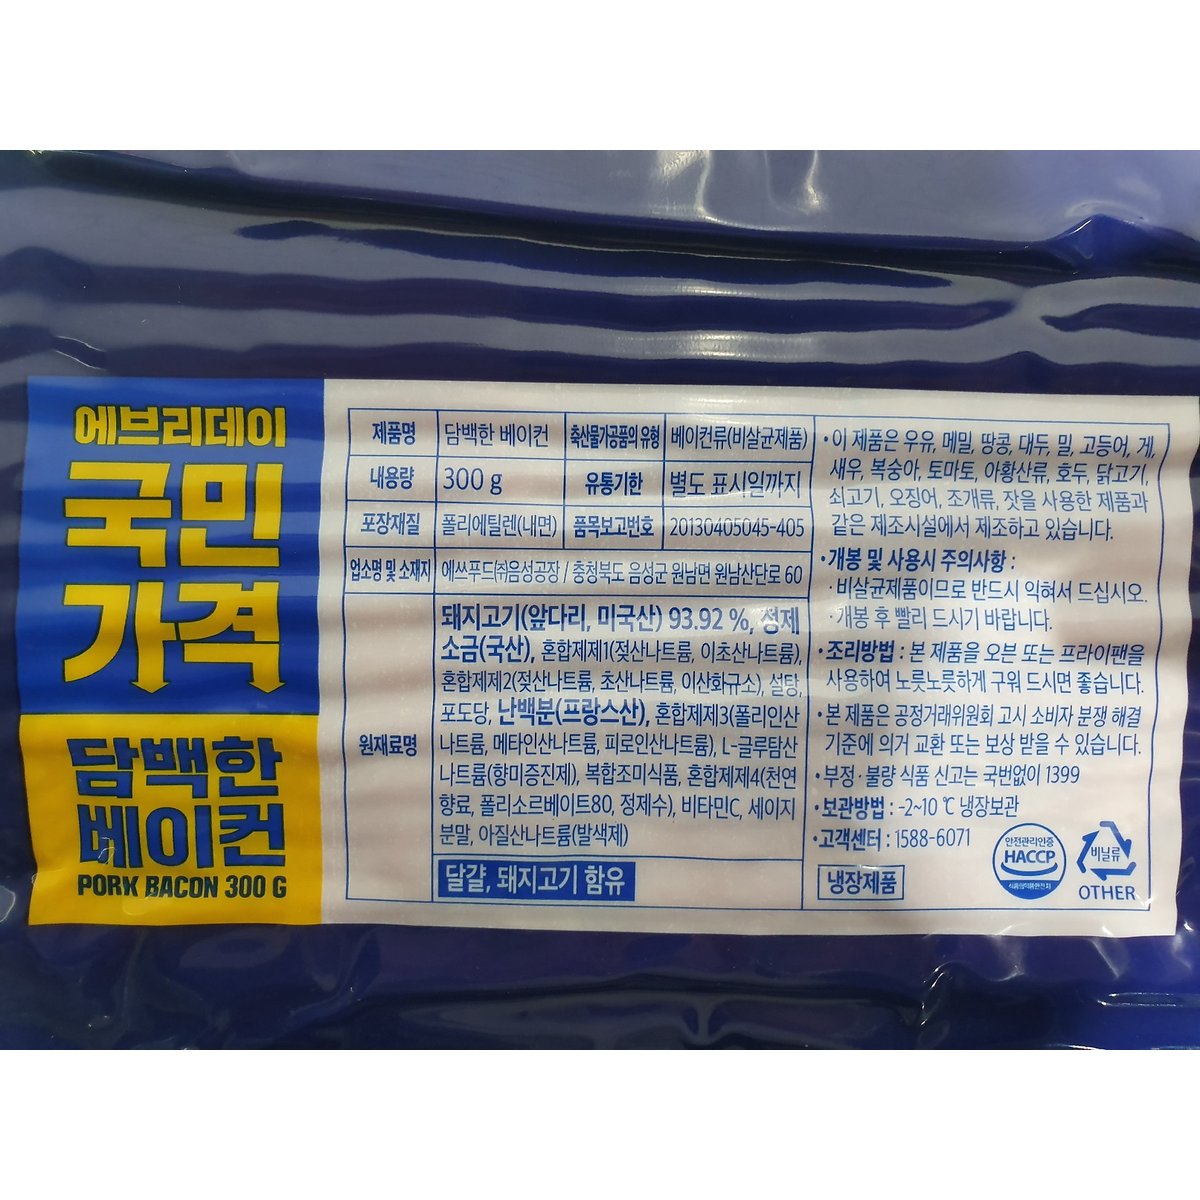 에브리데이
국민
가격
담백한
베이컨
PORK BACON 300 G
제품명 담백한 베이컨 축산물가공품의 유형 베이컨류(비살균제품)
내용량 300 g 유통기한 별도 표시일까지
포장재질 폴리에틸렌(내면) 품목보고번호 20130405045-405
업소명 및 소재지 에쓰푸드㈜음성공장 / 충청북도 음성군 원남면 원남산단로 60
원재료명
돼지고기(앞다리, 미국산) 93.92 %, 정제
소금(국산), 혼합제제1(젖산나트륨, 이초산나트륨),
혼합제제2(젖산나트륨, 초산나트륨, 이산화규소), 설탕,
포도당, 난백분(프랑스산), 혼합제제3(폴리인산
나트륨, 메타인산나트륨, 피로인산나트륨), L-글루탐산
나트륨(향미증진제), 복합조미식품, 혼합제제4(천연
향료, 폴리소르베이트80, 정제수), 비타민C, 세이지
분말, 아질산나트륨(발색제)
달걀, 돼지고기 함유
·이 제품은 우유, 메밀, 땅콩, 대두, 밀, 고등어, 게,
새우, 복숭아, 토마토, 아황산류, 호두, 닭고기,
쇠고기, 오징어, 조개류, 잣을 사용한 제품과
같은 제조시설에서 제조하고 있습니다.
·개봉 및 사용시 주의사항 :
· 비살균제품이므로 반드시 익혀서 드십시오.
· 개봉 후 빨리 드시기 바랍니다.
·조리방법 : 본 제품을 오븐 또는 프라이팬을
사용하여 노릇노릇하게 구워 드시면 좋습니다.
·본 제품은 공정거래위원회 고시 소비자 분쟁 해결
기준에 의거 교환 또는 보상 받을 수 있습니다.
·부정·불량 식품 신고는 국번없이 1399
·보관방법 : -2~10 ℃ 냉장보관
·고객센터 : 1588-6071
냉장제품
안전관리인증
HACCP
식품의약품안전처
비닐류
OTHER